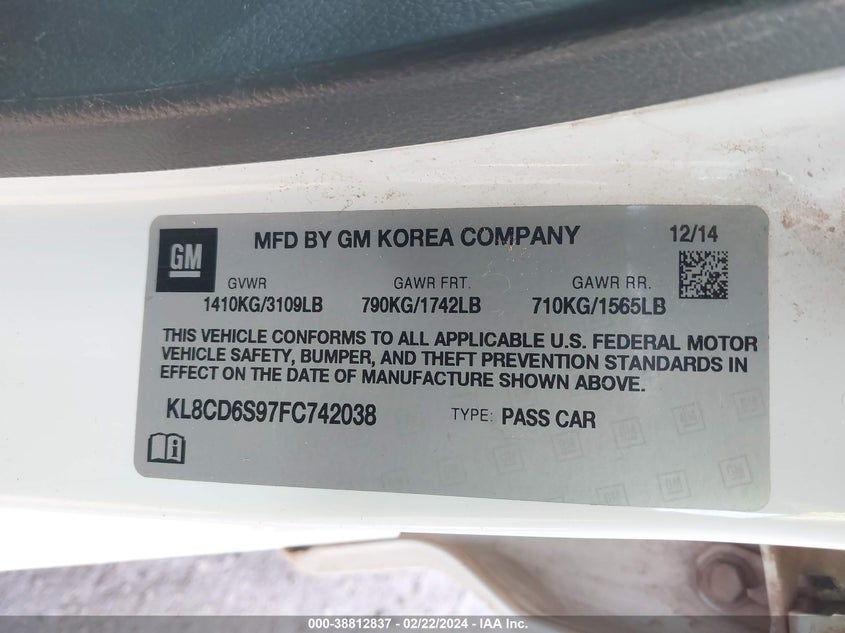 GM MFD BY GM KOREA COMPANY 12/14
GVWR GAWR FRT. GAWR RR.
1410KG/3109LB 790KG/1742LB 710KG/1565LB
THIS VEHICLE CONFORMS TO ALL APPLICABLE U.S. FEDERAL MOTOR
VEHICLE SAFETY, BUMPER, AND THEFT PREVENTION STANDARDS IN
EFFECT ON THE DATE OF MANUFACTURE SHOWN ABOVE.
KL8CD6S97FC742038 TYPE: PASS CAR
000-38812837 - 02/22/2024 - IAA Inc.